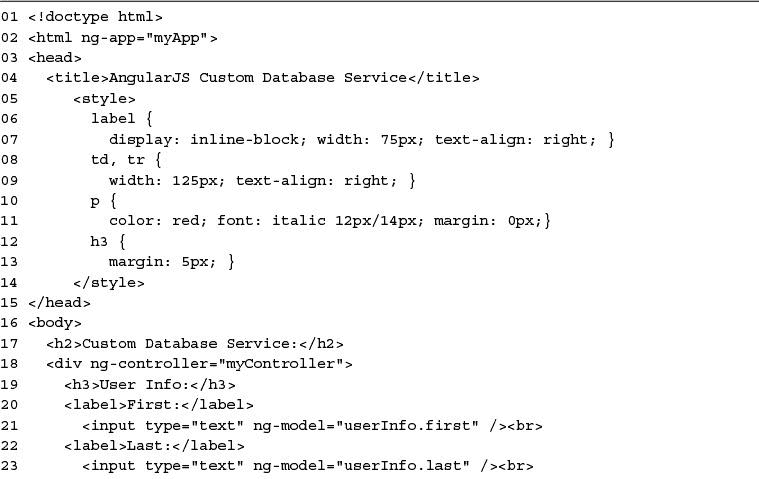 01 <!doctype html>
02 <html ng-app="myApp">
03 <head>
04   <title>AngularJS Custom Database Service</title>
05      <style>
06        label {
07          display: inline-block; width: 75px; text-align: right; }
08        td, tr {
09          width: 125px; text-align: right; }
10        p {
11          color: red; font: italic 12px/14px; margin: 0px;}
12        h3 {
13          margin: 5px; }
14      </style>
15 </head>
16 <body>
17   <h2>Custom Database Service:</h2>
18   <div ng-controller="myController">
19     <h3>User Info:</h3>
20     <label>First:</label>
21       <input type="text" ng-model="userInfo.first" /><br>
22     <label>Last:</label>
23       <input type="text" ng-model="userInfo.last" /><br>